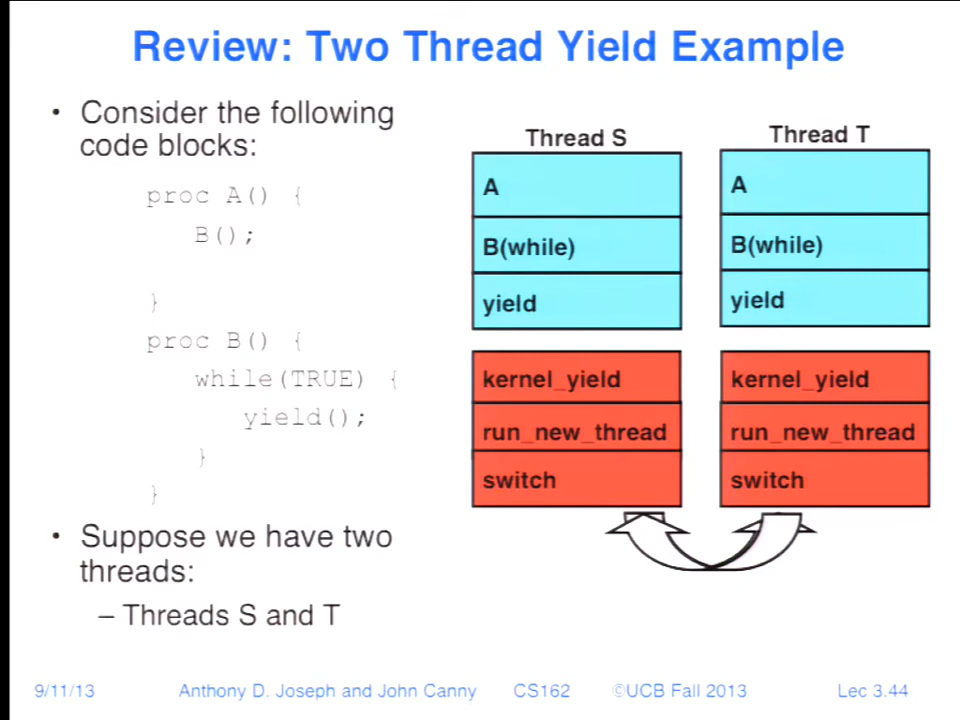 Review: Two Thread Yield Example
• Consider the following
code blocks:
proc A() {
B();
}
proc B() {
while(TRUE) {
yield();
}
}
• Suppose we have two
threads:
– Threads S and T
Thread S
A
B(while)
yield
kernel_yield
run_new_thread
switch
Thread T
A
B(while)
yield
kernel_yield
run_new_thread
switch
9/11/13 Anthony D. Joseph and John Canny CS162 ©UCB Fall 2013 Lec 3.44